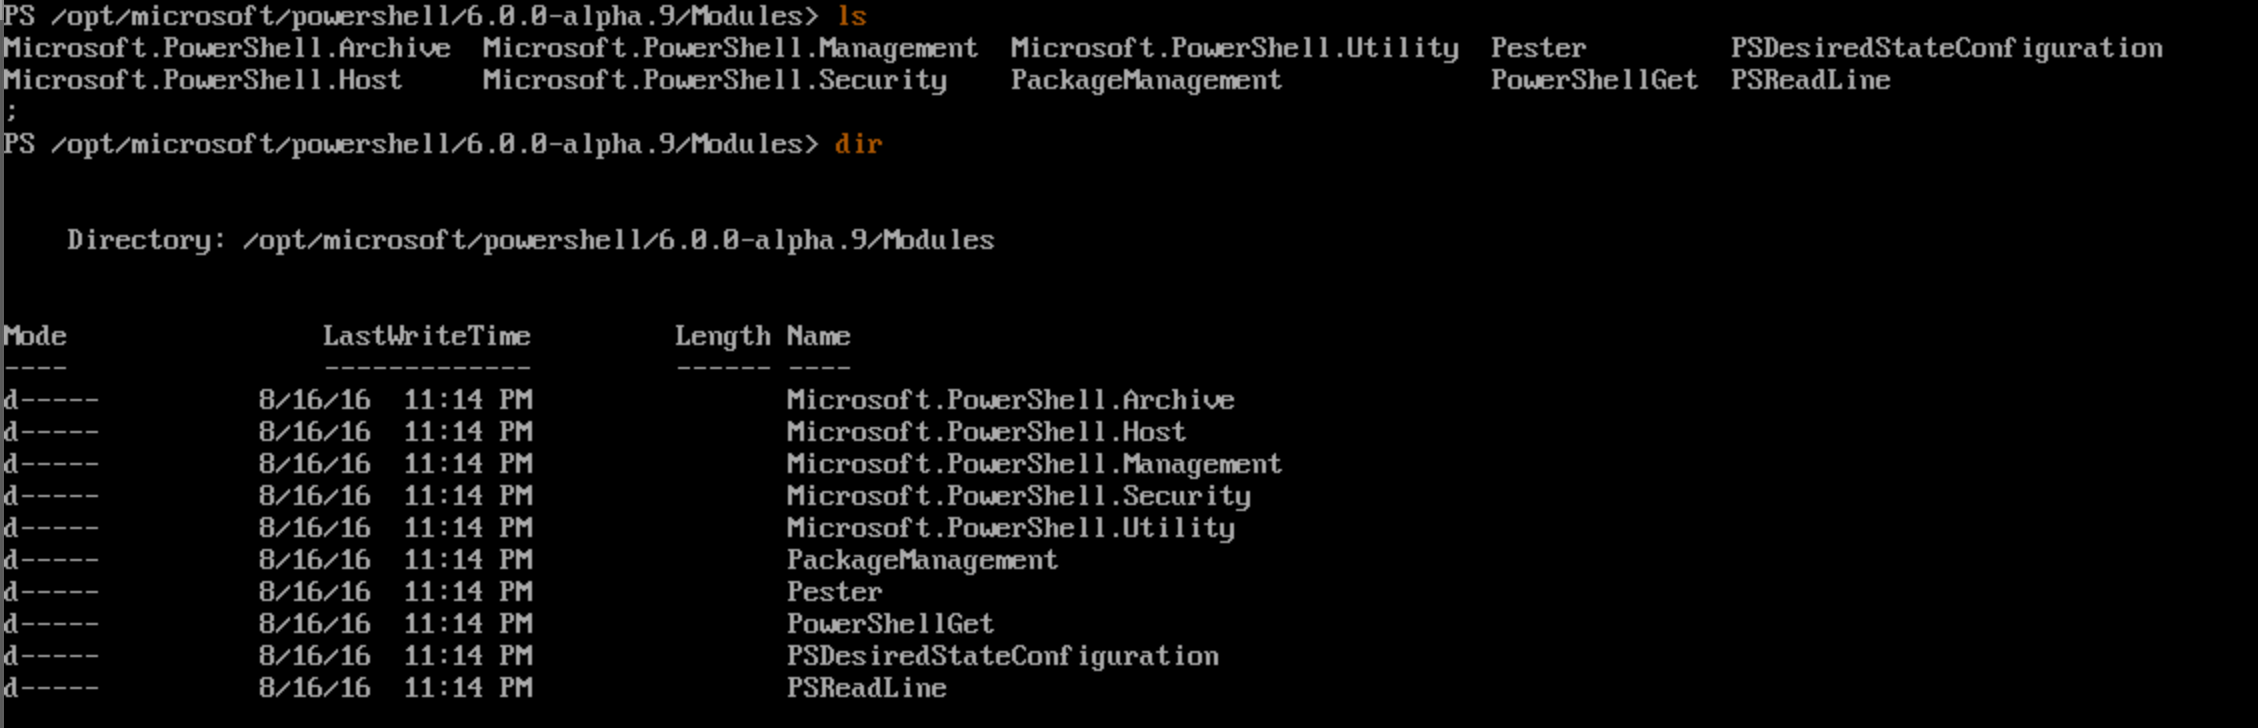 PS /opt/microsoft/powershell/6.0.0-alpha.9/Modules> ls
Microsoft.PowerShell.Archive  Microsoft.PowerShell.Management  Microsoft.PowerShell.Utility  Pester         PSDesiredStateConfiguration
Microsoft.PowerShell.Host     Microsoft.PowerShell.Security    PackageManagement             PowerShellGet  PSReadLine
;
PS /opt/microsoft/powershell/6.0.0-alpha.9/Modules> dir
    Directory: /opt/microsoft/powershell/6.0.0-alpha.9/Modules
Mode                LastWriteTime         Length Name
----                -------------         ------ ----
d-----          8/16/16  11:14 PM                Microsoft.PowerShell.Archive
d-----          8/16/16  11:14 PM                Microsoft.PowerShell.Host
d-----          8/16/16  11:14 PM                Microsoft.PowerShell.Management
d-----          8/16/16  11:14 PM                Microsoft.PowerShell.Security
d-----          8/16/16  11:14 PM                Microsoft.PowerShell.Utility
d-----          8/16/16  11:14 PM                PackageManagement
d-----          8/16/16  11:14 PM                Pester
d-----          8/16/16  11:14 PM                PowerShellGet
d-----          8/16/16  11:14 PM                PSDesiredStateConfiguration
d-----          8/16/16  11:14 PM                PSReadLine